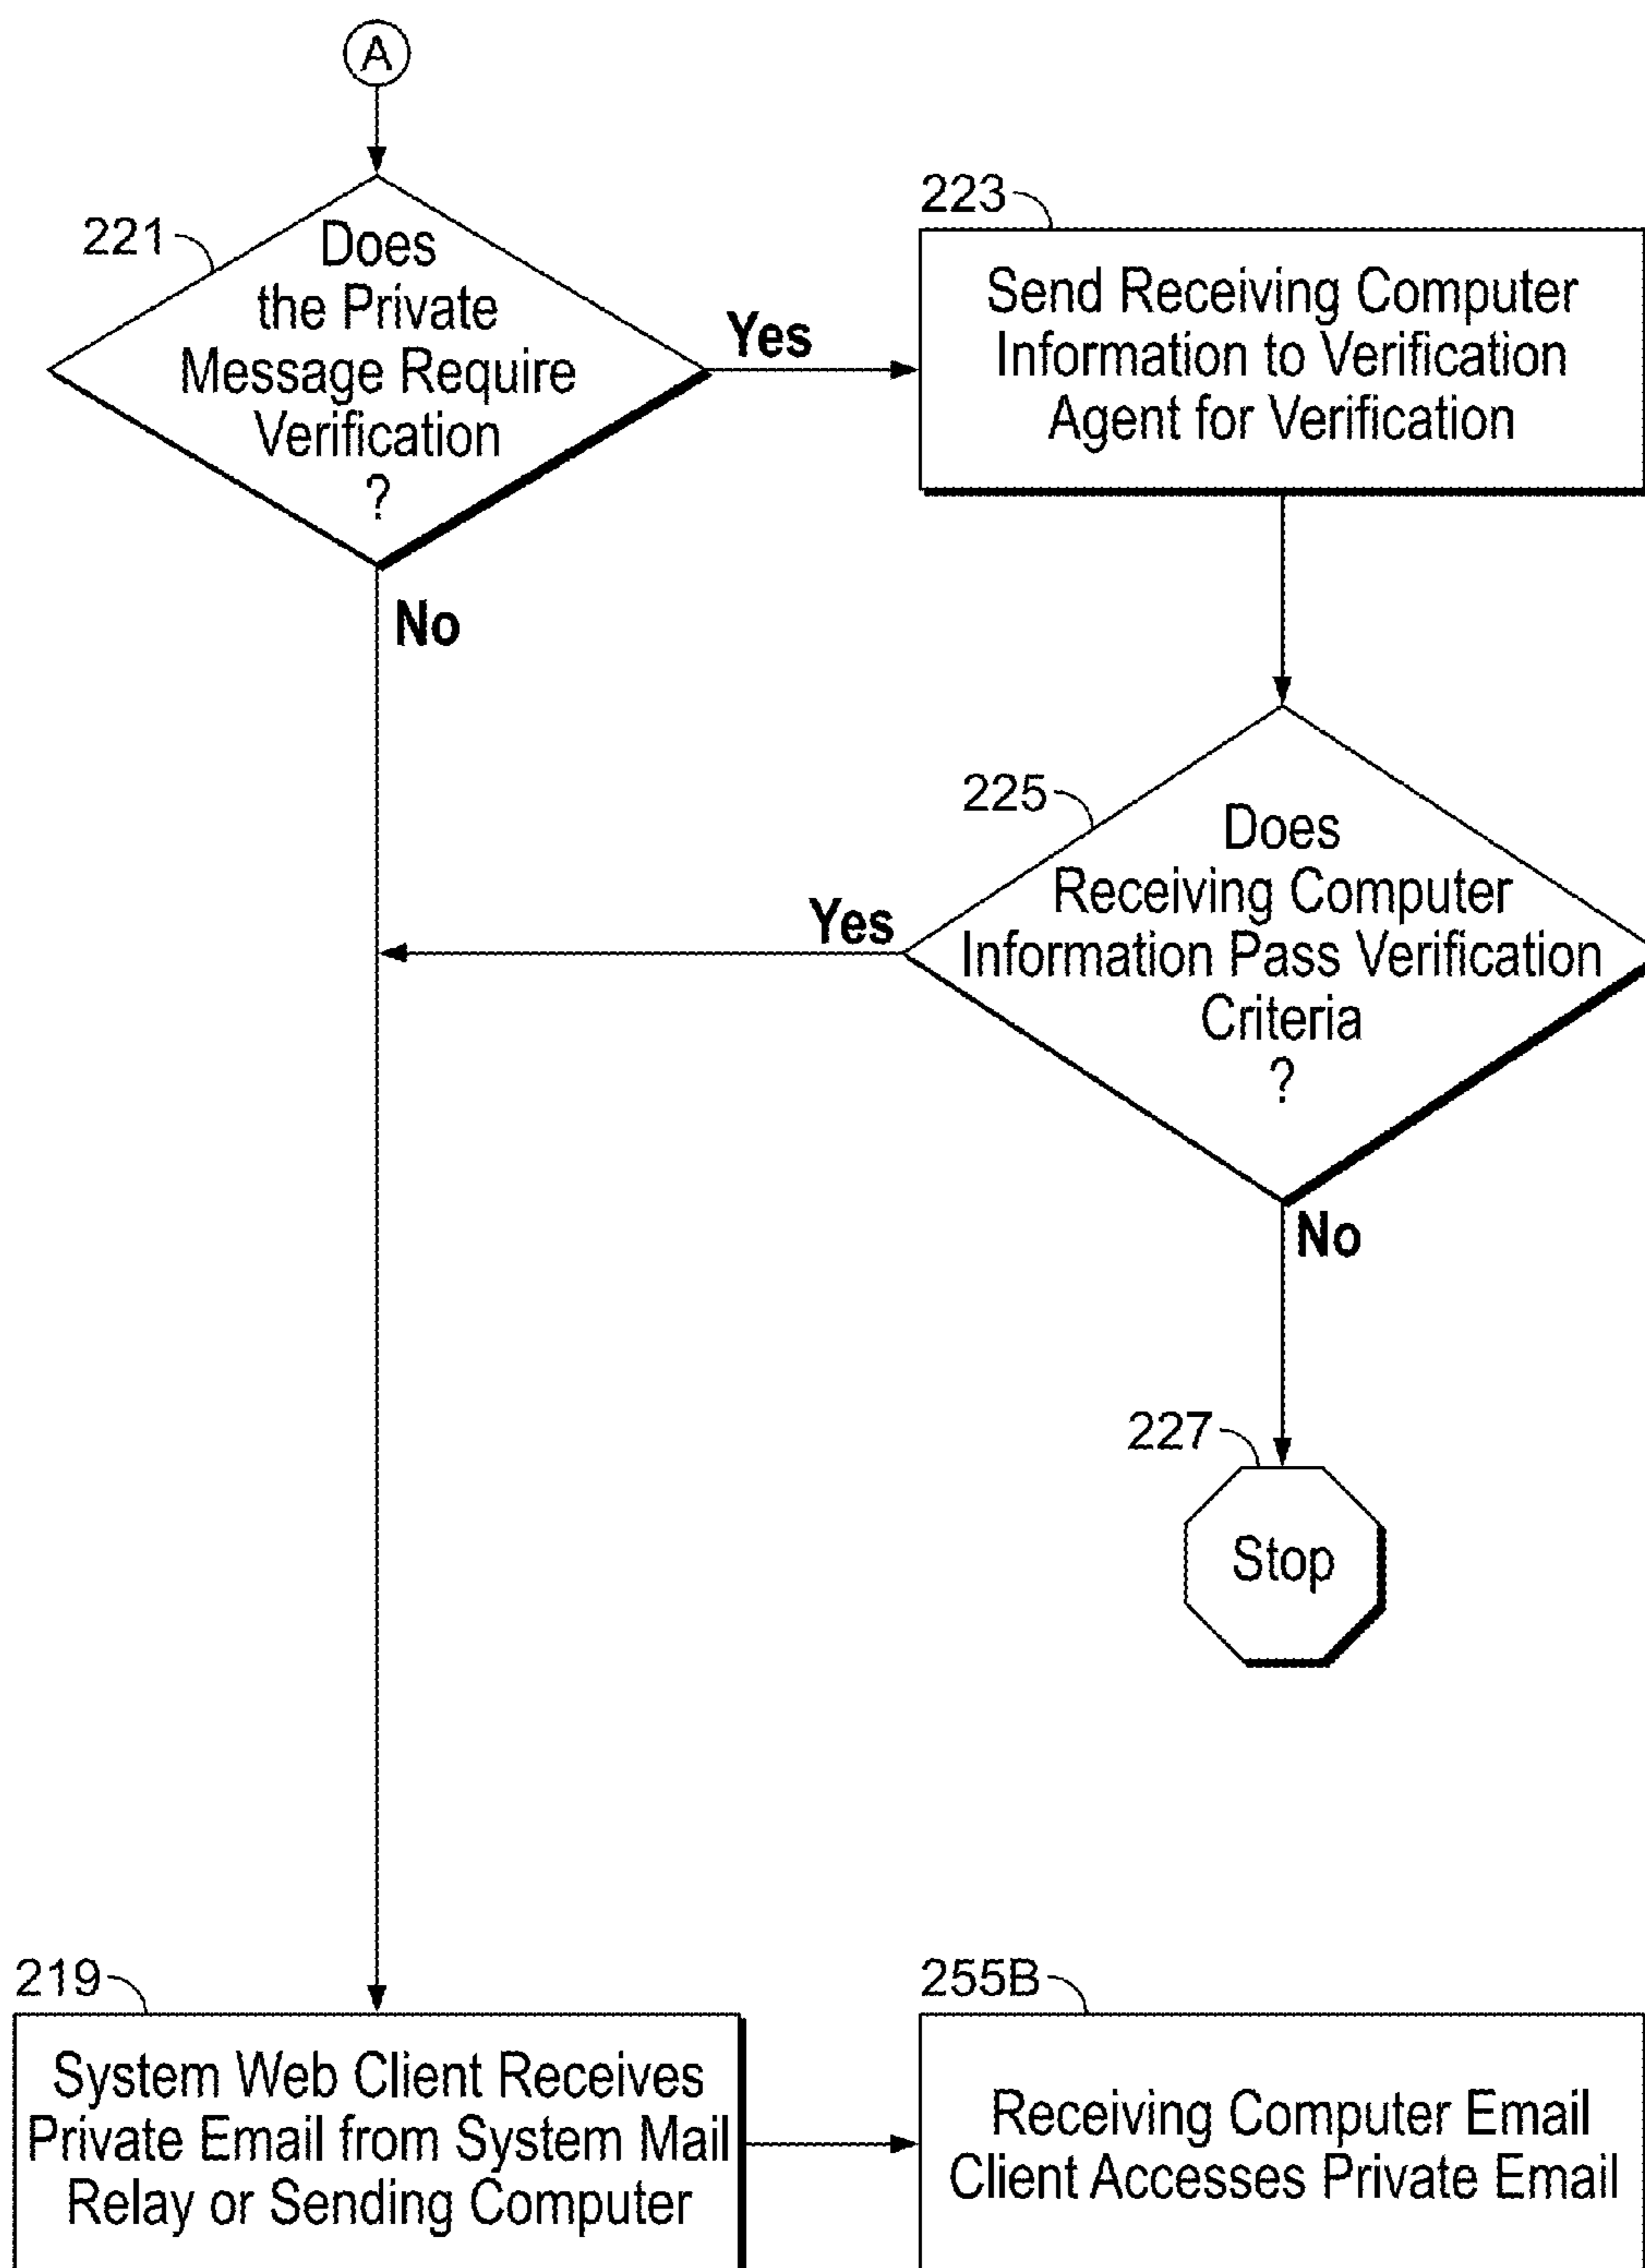 A
221
Does
the Private
Message Require
Verification
?
Yes
No
223
Send Receiving Computer
Information to Verification
Agent for Verification
225
Does
Receiving Computer
Information Pass Verification
Criteria
?
Yes
No
227
Stop
219
System Web Client Receives
Private Email from System Mail
Relay or Sending Computer
255B
Receiving Computer Email
Client Accesses Private Email